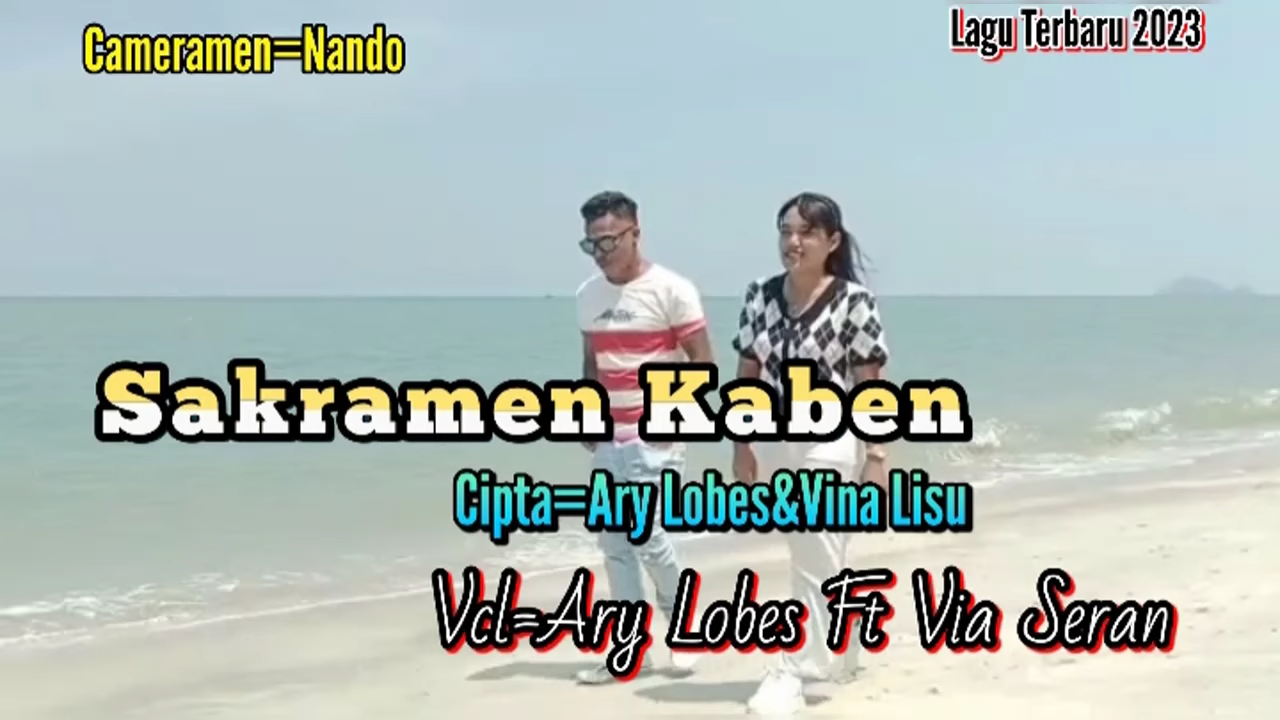 Cameramen=Nando
Lagu Terbaru 2023
Sakramen Kaben
Cipta=Ary Lobes&Vina Lisu
Vcl=Ary Lobes Ft Via Seran